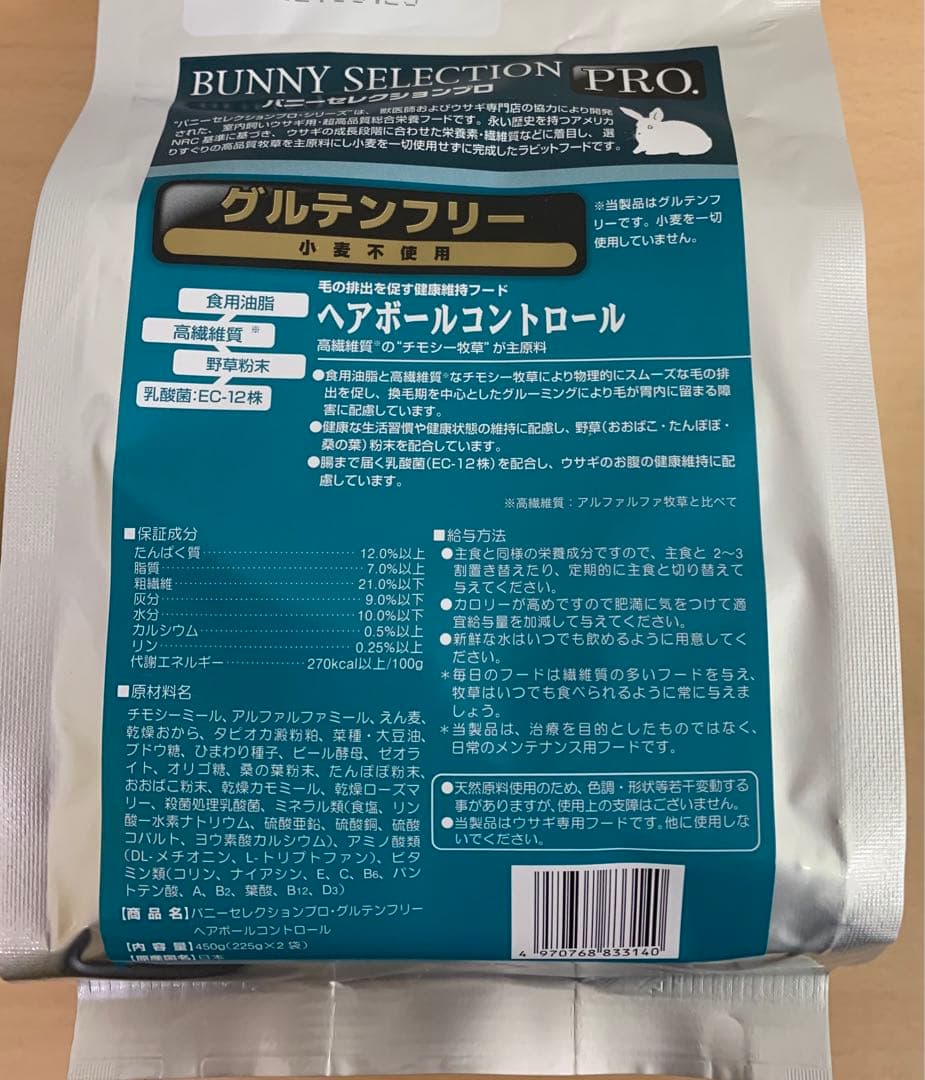 BUNNY SELECTION PRO.
バニーセレクションプロ
"バニーセレクションプロ・シリーズ"は、獣医師およびウサギ専門店の協力により開発
された、室内飼いウサギ用・超高品質総合栄養フードです。永い歴史を持つアメリカ
NRC基準に基づき、ウサギの成長段階に合わせた栄養素・繊維質などに着目し、選
りすぐりの高品質牧草を主原料にし小麦を一切使用せずに完成したラビットフードです。
グルテンフリー
小麦不使用
※当製品はグルテンフ
リーです。小麦を一切
使用していません。
食用油脂
高繊維質※
野草粉末
乳酸菌:EC-12株
毛の排出を促す健康維持フード
ヘアボールコントロール
高繊維質※の“チモシー牧草”が主原料
●食用油脂と高繊維質※なチモシー牧草により物理的にスムーズな毛の排
出を促し、換毛期を中心としたグルーミングにより毛が胃内に留まる障
害に配慮しています。
●健康な生活習慣や健康状態の維持に配慮し、野草(おおばこ・たんぽぽ・
桑の葉)粉末を配合しています。
●腸まで届く乳酸菌(EC-12株)を配合し、ウサギのお腹の健康維持に配
慮しています。
※高繊維質:アルファルファ牧草と比べて
■保証成分
たんぱく質 12.0%以上
脂質 7.0%以上
粗繊維 21.0%以下
灰分 9.0%以下
水分 10.0%以下
カルシウム 0.5%以上
リン 0.25%以上
代謝エネルギー 270kcal以上/100g
■原材料名
チモシーミール、アルファルファミール、えん麦、
乾燥おから、タピオカ澱粉粕、菜種・大豆油、
ブドウ糖、ひまわり種子、ビール酵母、ゼオラ
イト、オリゴ糖、桑の葉粉末、たんぽぽ粉末、
おおばこ粉末、乾燥カモミール、乾燥ローズマ
リー、殺菌処理乳酸菌、ミネラル類(食塩、リン
酸一水素ナトリウム、硫酸亜鉛、硫酸銅、硫酸
コバルト、ヨウ素酸カルシウム)、アミノ酸類
(DL-メチオニン、L-トリプトファン)、ビタ
ミン類(コリン、ナイアシン、E、C、B6、パン
トテン酸、A、B2、葉酸、B12、D3)
【商品名】バニーセレクションプロ・グルテンフリー
ヘアボールコントロール
【内容量】450g(225g×2袋)
【原産国名】日本
■給与方法
●主食と同様の栄養成分ですので、主食と 2〜3
割置き替えたり、定期的に主食と切り替えて
与えてください。
●カロリーが高めですので肥満に気をつけて適
宜給与量を加減して与えてください。
●新鮮な水はいつでも飲めるように用意してく
ださい。
＊毎日のフードは繊維質の多いフードを与え、
牧草はいつでも食べられるように常に与えま
しょう。
＊当製品は、治療を目的としたものではなく、
日常のメンテナンス用フードです。
●天然原料使用のため、色調・形状等若干変動する
事がありますが、使用上の支障はございません。
●当製品はウサギ専用フードです。他に使用しな
いでください。
4 970768 833140